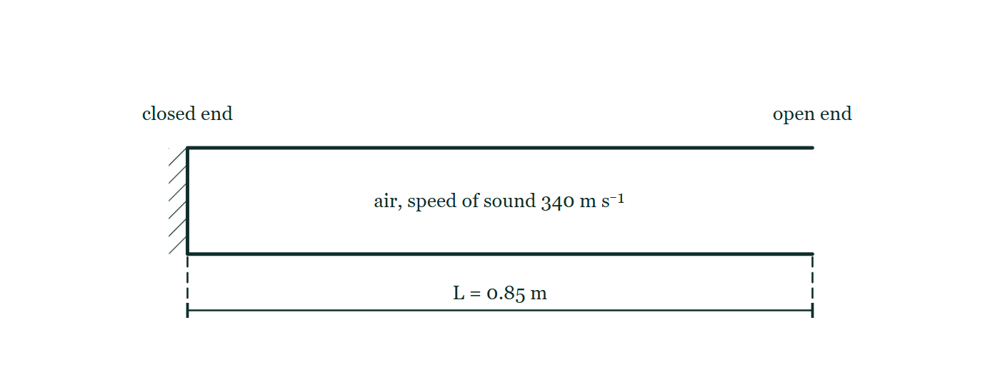 closed end
open end
air, speed of sound 340 m s⁻¹
L = 0.85 m